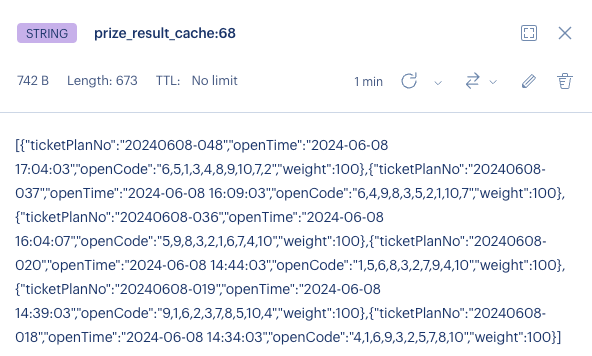 STRING prize_result_cache:68
742 B Length: 673 TTL: No limit 1 min
[{"ticketPlanNo":"20240608-048","openTime":"2024-06-08
17:04:03","openCode":"6,5,1,3,4,8,9,10,7,2","weight":100},{"ticketPlanNo":"20240608-
037","openTime":"2024-06-08 16:09:03","openCode":"6,4,9,8,3,5,2,1,10,7","weight":100},
{"ticketPlanNo":"20240608-036","openTime":"2024-06-08
16:04:07","openCode":"5,9,8,3,2,1,6,7,4,10","weight":100},{"ticketPlanNo":"20240608-
020","openTime":"2024-06-08 14:44:03","openCode":"1,5,6,8,3,2,7,9,4,10","weight":100},
{"ticketPlanNo":"20240608-019","openTime":"2024-06-08
14:39:03","openCode":"9,1,6,2,3,7,8,5,10,4","weight":100},{"ticketPlanNo":"20240608-
018","openTime":"2024-06-08 14:34:03","openCode":"4,1,6,9,3,2,5,7,8,10","weight":100}]